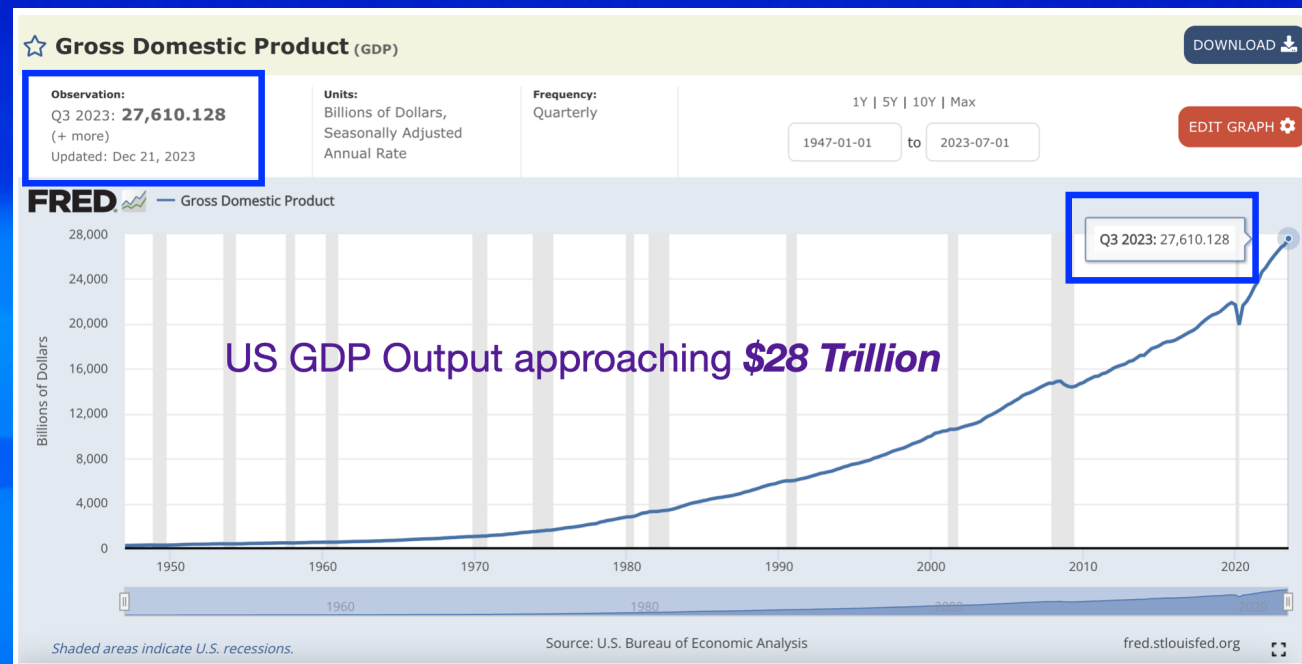 Gross Domestic Product (GDP)
DOWNLOAD
Observation:
Q3 2023: 27,610.128
(+ more)
Updated: Dec 21, 2023
Units:
Billions of Dollars,
Seasonally Adjusted
Annual Rate
Frequency:
Quarterly
1Y | 5Y | 10Y | Max
1947-01-01 to 2023-07-01
EDIT GRAPH
FRED
Gross Domestic Product
Q3 2023: 27,610.128
28,000
24,000
20,000
16,000
12,000
8,000
4,000
0
Billions of Dollars
US GDP Output approaching $28 Trillion
1950 1960 1970 1980 1990 2000 2010 2020
1960 1980 2000 2020
Shaded areas indicate U.S. recessions.
Source: U.S. Bureau of Economic Analysis
fred.stlouisfed.org